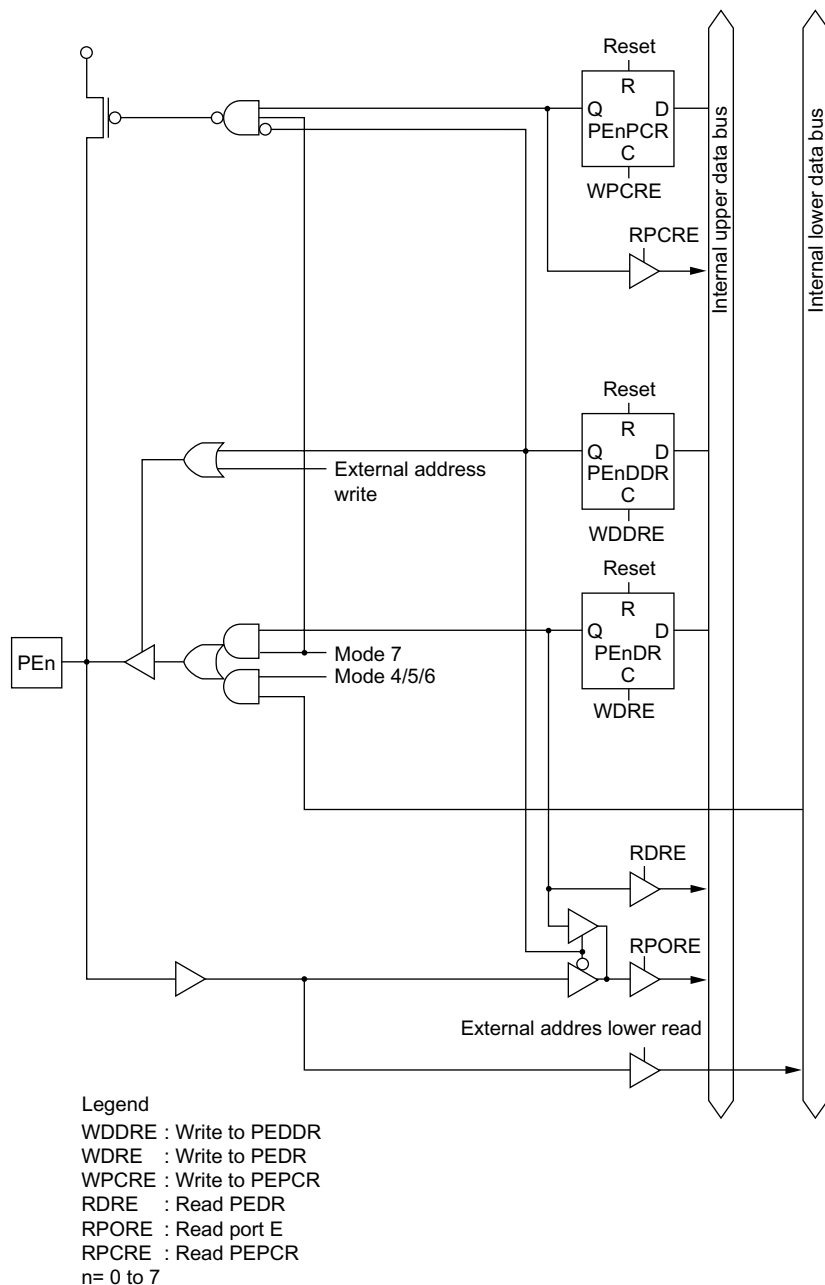 Reset
R
Q D
PEnPCR
C
WPCRE
RPCRE
Internal upper data bus
Internal lower data bus
Reset
R
Q D
PEnDDR
C
WDDRE
External address
write
Reset
R
Q D
PEnDR
C
WDRE
PEn
Mode 7
Mode 4/5/6
RDRE
RPORE
External addres lower read
Legend
WDDRE : Write to PEDDR
WDRE : Write to PEDR
WPCRE : Write to PEPCR
RDRE : Read PEDR
RPORE : Read port E
RPCRE : Read PEPCR
n= 0 to 7